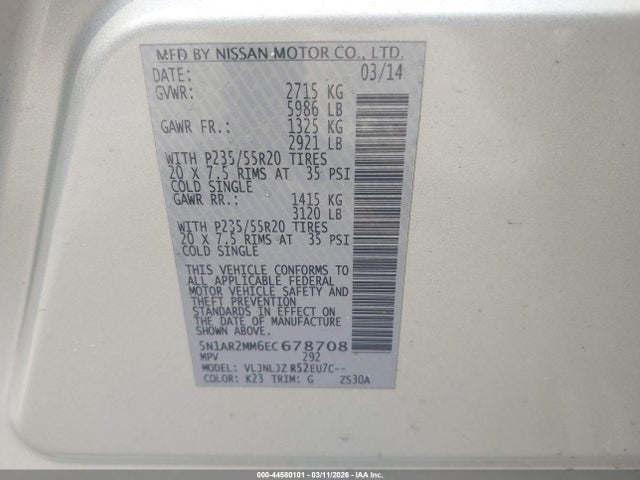 MFD BY NISSAN MOTOR CO., LTD.
DATE: 03/14
GVWR: 2715 KG
5986 LB
GAWR FR.: 1325 KG
2921 LB
WITH P235/55R20 TIRES
20 X 7.5 RIMS AT 35 PSI
COLD SINGLE
GAWR RR.: 1415 KG
3120 LB
WITH P235/55R20 TIRES
20 X 7.5 RIMS AT 35 PSI
COLD SINGLE
THIS VEHICLE CONFORMS TO
ALL APPLICABLE FEDERAL
MOTOR VEHICLE SAFETY AND
THEFT PREVENTION
STANDARDS IN EFFECT ON
THE DATE OF MANUFACTURE
SHOWN ABOVE.
5N1AR2MM6EC678708
MPV 292
MODEL: VLJNLJZ R52EU7C--
COLOR: K23 TRIM: G ZS30A
000-44580101 - 03/11/2026 - IAA Inc.